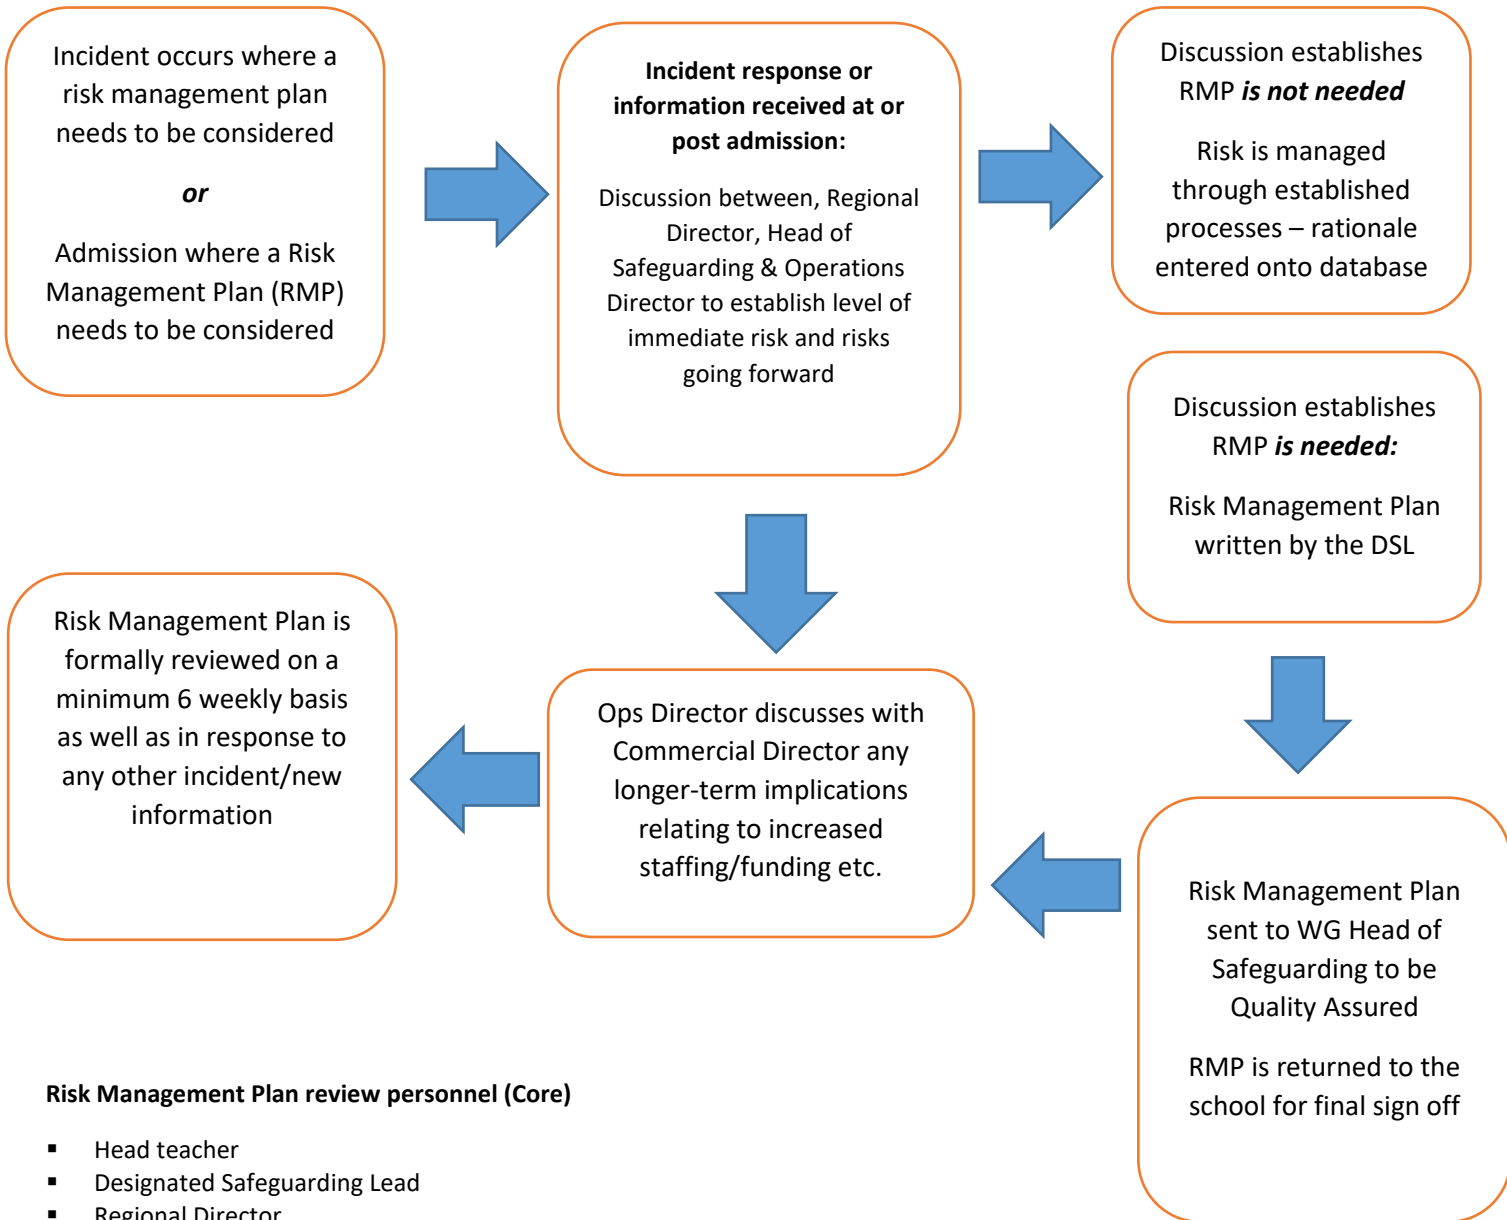 Incident occurs where a
risk management plan
needs to be considered
or
Admission where a Risk
Management Plan (RMP)
needs to be considered
Incident response or
information received at or
post admission:
Discussion between, Regional
Director, Head of
Safeguarding & Operations
Director to establish level of
immediate risk and risks
going forward
Discussion establishes
RMP is not needed
Risk is managed
through established
processes – rationale
entered onto database
Discussion establishes
RMP is needed:
Risk Management Plan
written by the DSL
Risk Management Plan
sent to WG Head of
Safeguarding to be
Quality Assured
RMP is returned to the
school for final sign off
Ops Director discusses with
Commercial Director any
longer-term implications
relating to increased
staffing/funding etc.
Risk Management Plan is
formally reviewed on a
minimum 6 weekly basis
as well as in response to
any other incident/new
information
Risk Management Plan review personnel (Core)
▪ Head teacher
▪ Designated Safeguarding Lead
▪ Regional Director